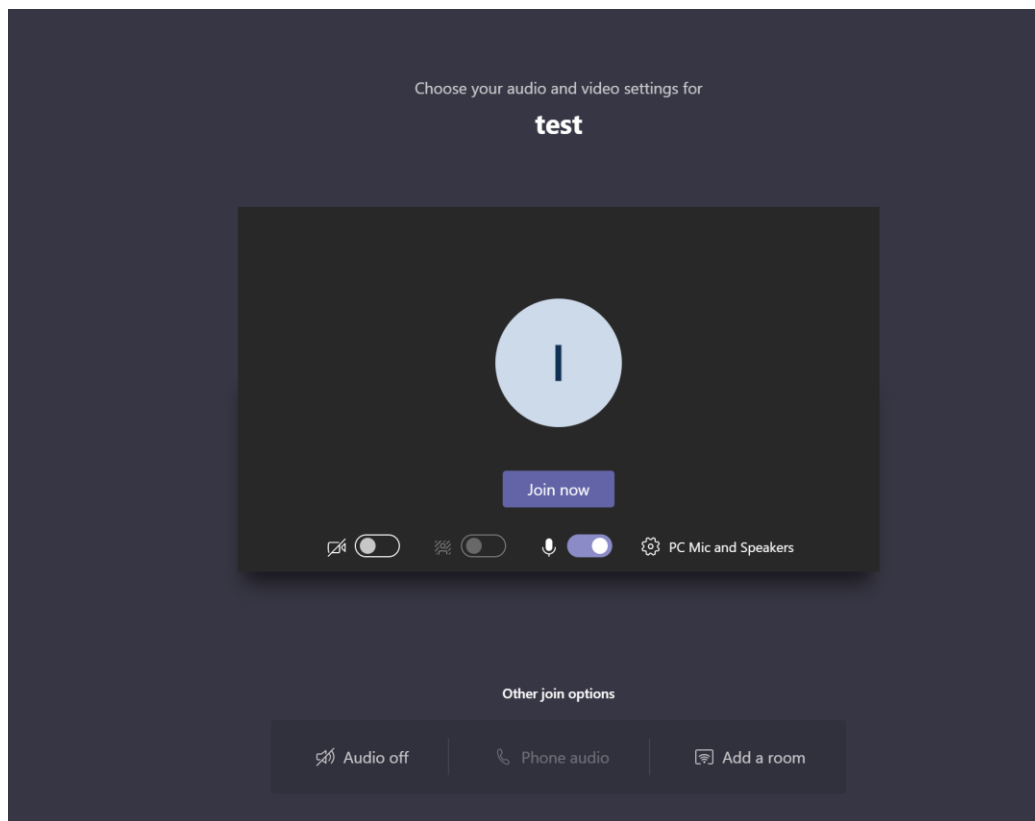 Choose your audio and video settings for
test
I
Join now
PC Mic and Speakers
Other join options
Audio off
Phone audio
Add a room